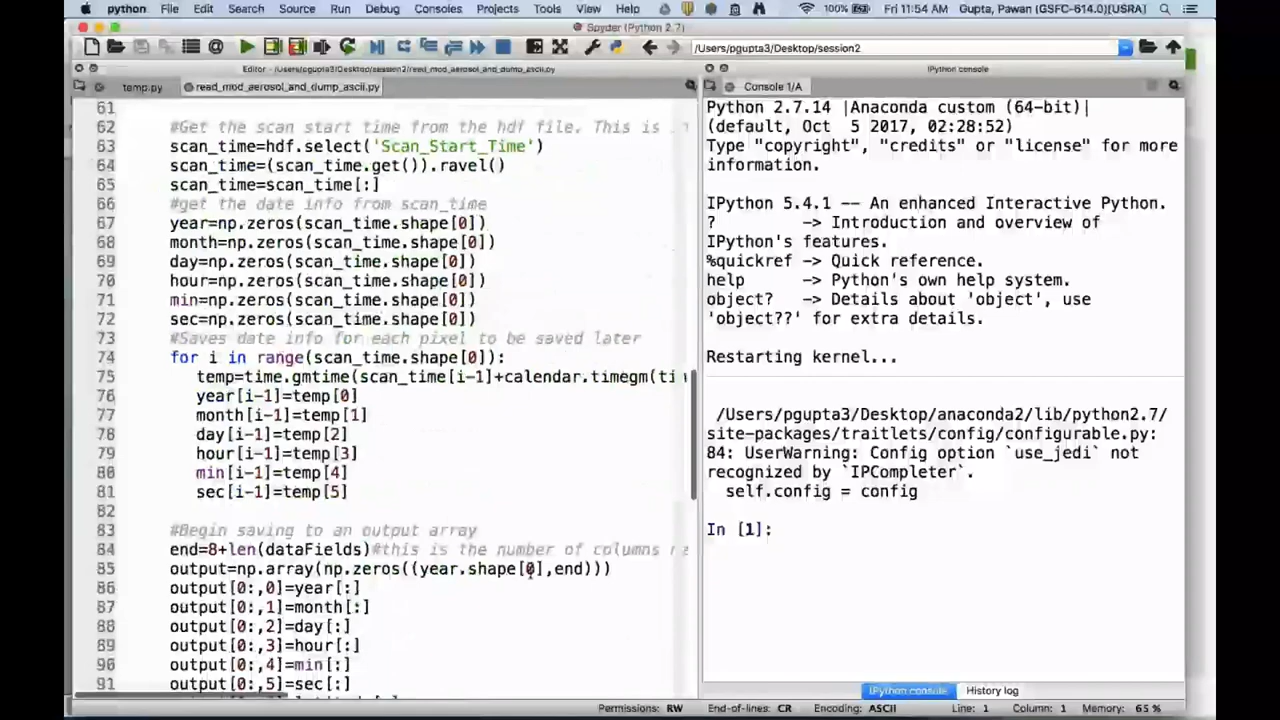 python File Edit Search Source Run Debug Consoles Projects Tools View Help 100% Fri 11:54 AM Gupta, Pawan (GSFC-614.0)[USRA]
Spyder (Python 2.7)
/Users/pgupta3/Desktop/session2
Editor - /Users/pgupta3/Desktop/session2/read_mod_aerosol_and_dump_ascii.py
temp.py read_mod_aerosol_and_dump_ascii.py
61
62 #Get the scan start time from the hdf file. This is
63 scan_time=hdf.select('Scan_Start_Time')
64 scan_time=(scan_time.get()).ravel()
65 scan_time=scan_time[:]
66 #get the date info from scan_time
67 year=np.zeros(scan_time.shape[0])
68 month=np.zeros(scan_time.shape[0])
69 day=np.zeros(scan_time.shape[0])
70 hour=np.zeros(scan_time.shape[0])
71 min=np.zeros(scan_time.shape[0])
72 sec=np.zeros(scan_time.shape[0])
73 #Saves date info for each pixel to be saved later
74 for i in range(scan_time.shape[0]):
75 temp=time.gmtime(scan_time[i-1]+calendar.timegm(ti
76 year[i-1]=temp[0]
77 month[i-1]=temp[1]
78 day[i-1]=temp[2]
79 hour[i-1]=temp[3]
80 min[i-1]=temp[4]
81 sec[i-1]=temp[5]
82
83 #Begin saving to an output array
84 end=8+len(dataFields)#this is the number of columns
85 output=np.array(np.zeros((year.shape[0],end)))
86 output[0:,0]=year[:]
87 output[0:,1]=month[:]
88 output[0:,2]=day[:]
89 output[0:,3]=hour[:]
90 output[0:,4]=min[:]
91 output[0:,5]=sec[:]
IPython console
Console 1/A
Python 2.7.14 |Anaconda custom (64-bit)|
(default, Oct 5 2017, 02:28:52)
Type "copyright", "credits" or "license" for more
information.
IPython 5.4.1 -- An enhanced Interactive Python.
? -> Introduction and overview of
IPython's features.
%quickref -> Quick reference.
help -> Python's own help system.
object? -> Details about 'object', use
'object??' for extra details.
Restarting kernel...
/Users/pgupta3/Desktop/anaconda2/lib/python2.7/
site-packages/traitlets/config/configurable.py:
84: UserWarning: Config option `use_jedi` not
recognized by `IPCompleter`.
self.config = config
In [1]:
IPython console History log
Permissions: RW End-of-lines: CR Encoding: ASCII Line: 1 Column: 1 Memory: 65 %